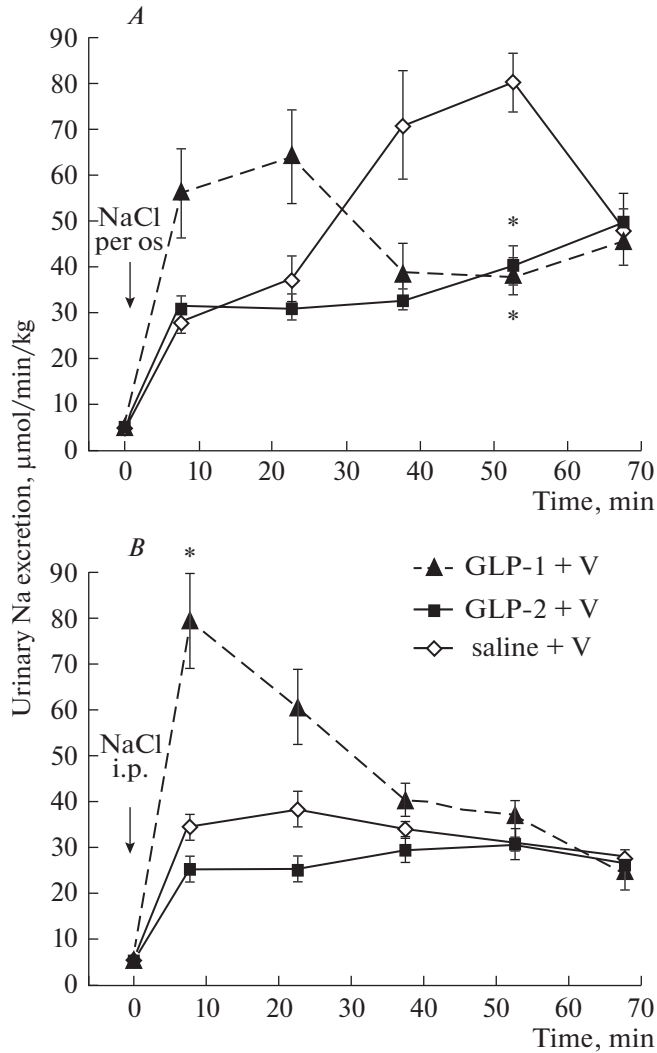 A
90
80
70
60
50
40
30
20
10
0
NaCl
per os
*
*
0 10 20 30 40 50 60 70
Time, min
Urinary Na excretion, μmol/min/kg
B
90
80
70
60
50
40
30
20
10
0
*
NaCl
i.p.
GLP-1 + V
GLP-2 + V
saline + V
0 10 20 30 40 50 60 70
Time, min